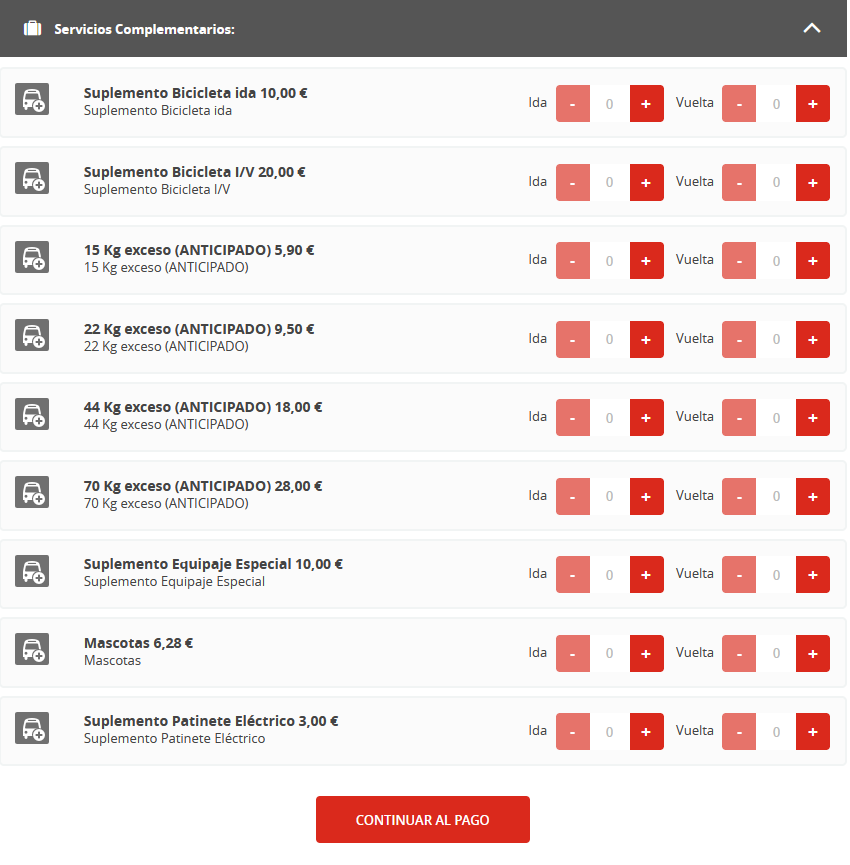 Servicios Complementarios:
Suplemento Bicicleta ida 10,00 €
Suplemento Bicicleta ida
Ida - 0 + Vuelta - 0 +
Suplemento Bicicleta I/V 20,00 €
Suplemento Bicicleta I/V
Ida - 0 + Vuelta - 0 +
15 Kg exceso (ANTICIPADO) 5,90 €
15 Kg exceso (ANTICIPADO)
Ida - 0 + Vuelta - 0 +
22 Kg exceso (ANTICIPADO) 9,50 €
22 Kg exceso (ANTICIPADO)
Ida - 0 + Vuelta - 0 +
44 Kg exceso (ANTICIPADO) 18,00 €
44 Kg exceso (ANTICIPADO)
Ida - 0 + Vuelta - 0 +
70 Kg exceso (ANTICIPADO) 28,00 €
70 Kg exceso (ANTICIPADO)
Ida - 0 + Vuelta - 0 +
Suplemento Equipaje Especial 10,00 €
Suplemento Equipaje Especial
Ida - 0 + Vuelta - 0 +
Mascotas 6,28 €
Mascotas
Ida - 0 + Vuelta - 0 +
Suplemento Patinete Eléctrico 3,00 €
Suplemento Patinete Eléctrico
Ida - 0 + Vuelta - 0 +
CONTINUAR AL PAGO